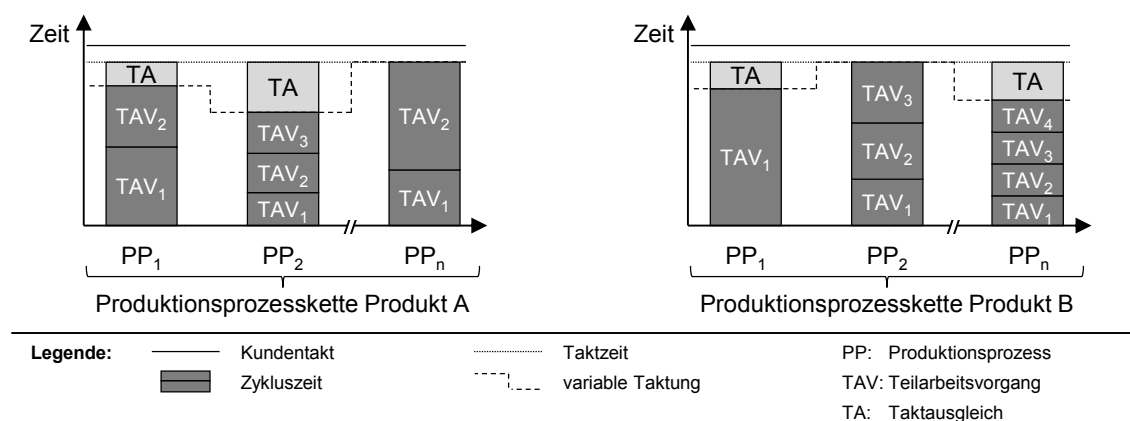 Zeit
TA
TAV2
TAV1
TA
TAV3
TAV2
TAV1
TAV2
TAV1
PP1 PP2 PPn
Produktionsprozesskette Produkt A
Zeit
TA
TAV1
TAV3
TAV2
TAV1
TA
TAV4
TAV3
TAV2
TAV1
PP1 PP2 PPn
Produktionsprozesskette Produkt B
Legende: Kundentakt Taktzeit PP: Produktionsprozess
Zykluszeit variable Taktung TAV: Teilarbeitsvorgang
TA: Taktausgleich